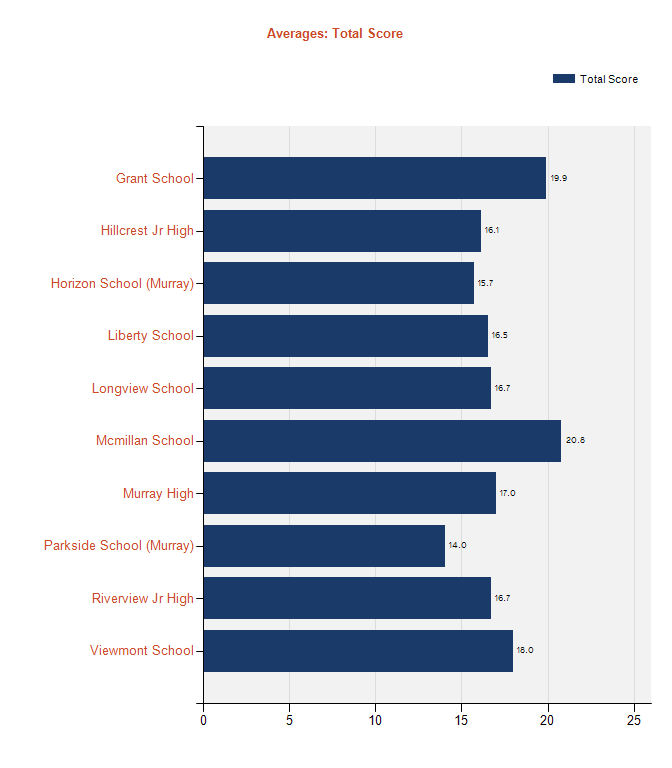 Averages: Total Score
Total Score
Grant School
19.9
Hillcrest Jr High
16.1
Horizon School (Murray)
15.7
Liberty School
16.5
Longview School
16.7
Mcmillan School
20.8
Murray High
17.0
Parkside School (Murray)
14.0
Riverview Jr High
16.7
Viewmont School
18.0
0 5 10 15 20 25